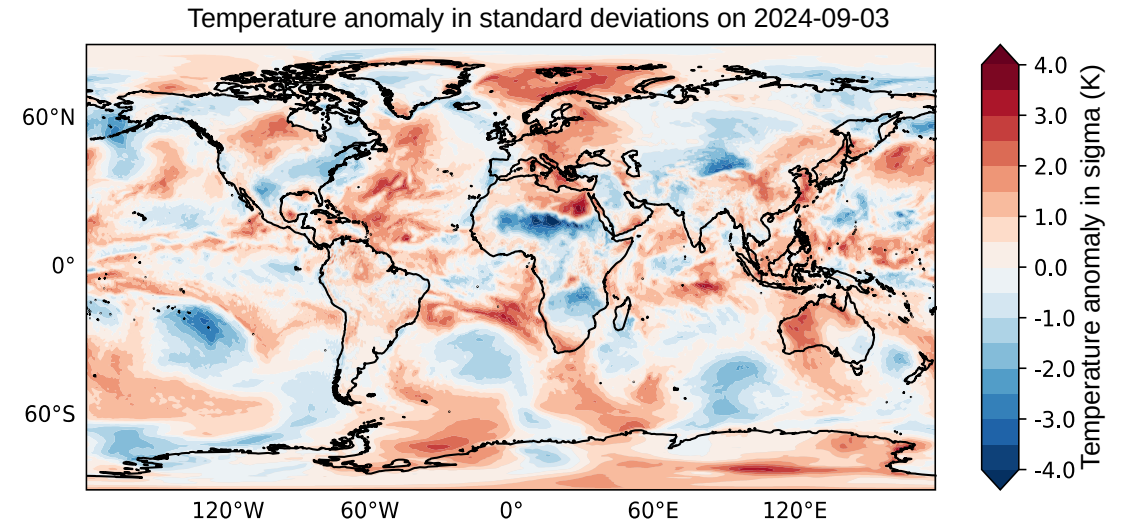 Temperature anomaly in standard deviations on 2024-09-03
60°N
0°
60°S
120°W
60°W
0°
60°E
120°E
4.0
3.0
2.0
1.0
0.0
-1.0
-2.0
-3.0
-4.0
Temperature anomaly in sigma (K)